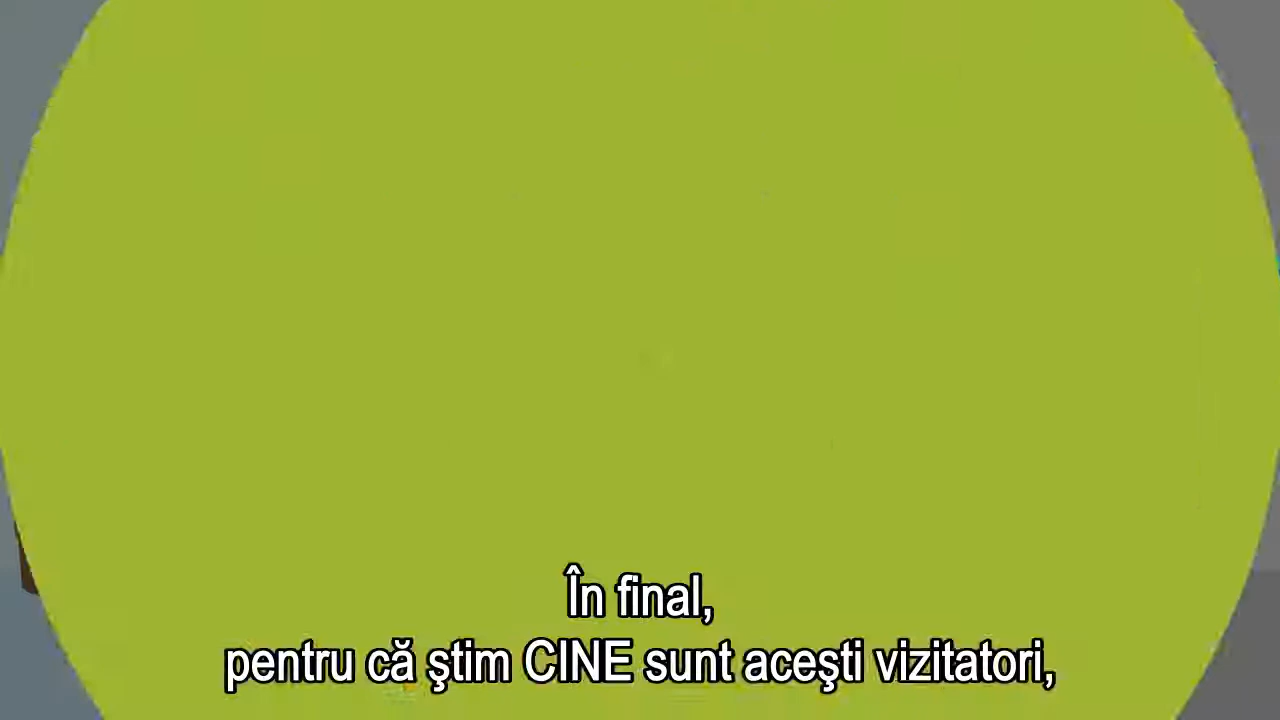 În final,
pentru că ştim CINE sunt aceşti vizitatori,